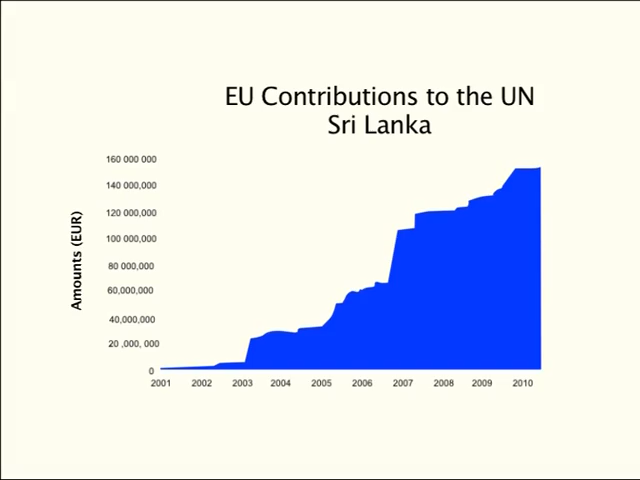 EU Contributions to the UN
Sri Lanka
Amounts (EUR)
160 000 000
140,000,000
120,000,000
100 000,000
80 000,000
60,000,000
40,000,000
20 ,000, 000
0
2001 2002 2003 2004 2005 2006 2007 2008 2009 2010